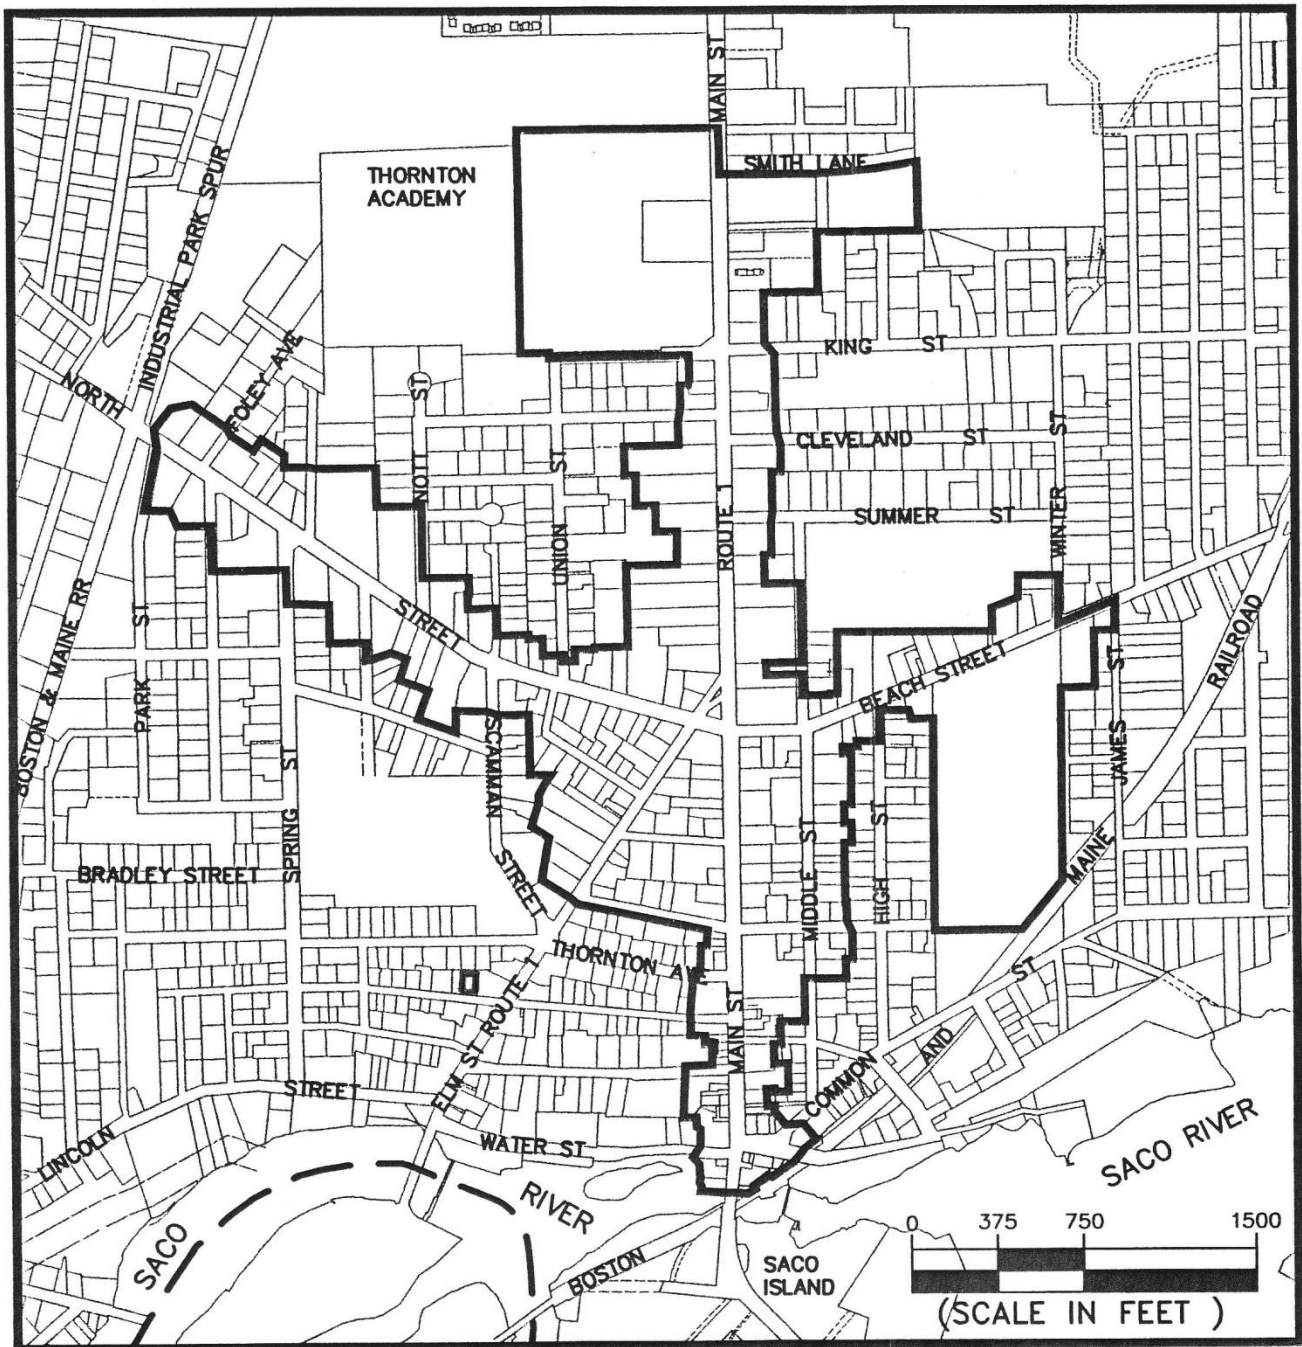 MAIN ST
SMITH LANE
THORNTON
ACADEMY
INDUSTRIAL PARK SPUR
FOLEY AVE
NORTH
NOTT ST
UNION ST
KING ST
CLEVELAND ST
SUMMER ST
WINTER ST
ROUTE 1
STREET
BOSTON & MAINE RR
PARK ST
SPRING ST
SCAMMAN
STREET
BEACH STREET
JAMES ST
RAILROAD
MAINE
BRADLEY STREET
MIDDLE ST
HIGH ST
THORNTON AVE
MAIN ST
ELM ST ROUTE 1
COMMON ST
AND
LINCOLN
STREET
WATER ST
SACO
RIVER
SACO RIVER
BOSTON
SACO
ISLAND
0 375 750 1500
(SCALE IN FEET )